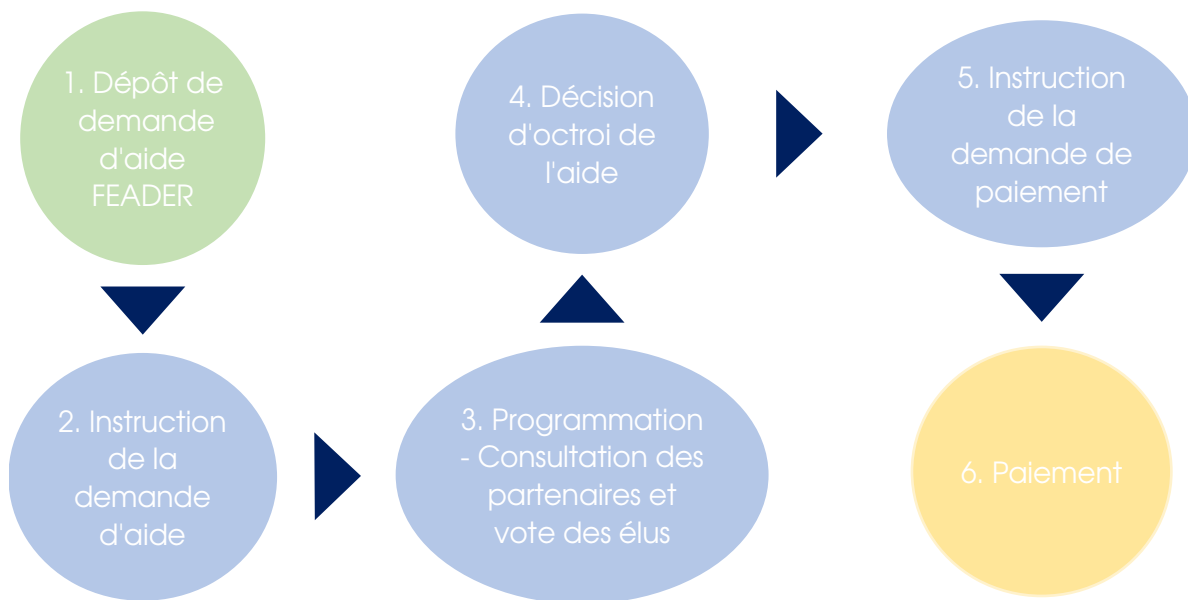 1. Dépôt de
demande
d'aide
FEADER
2. Instruction
de la
demande
d'aide
3. Programmation
- Consultation des
partenaires et
vote des élus
4. Décision
d'octroi de
l'aide
5. Instruction
de la
demande de
paiement
6. Paiement